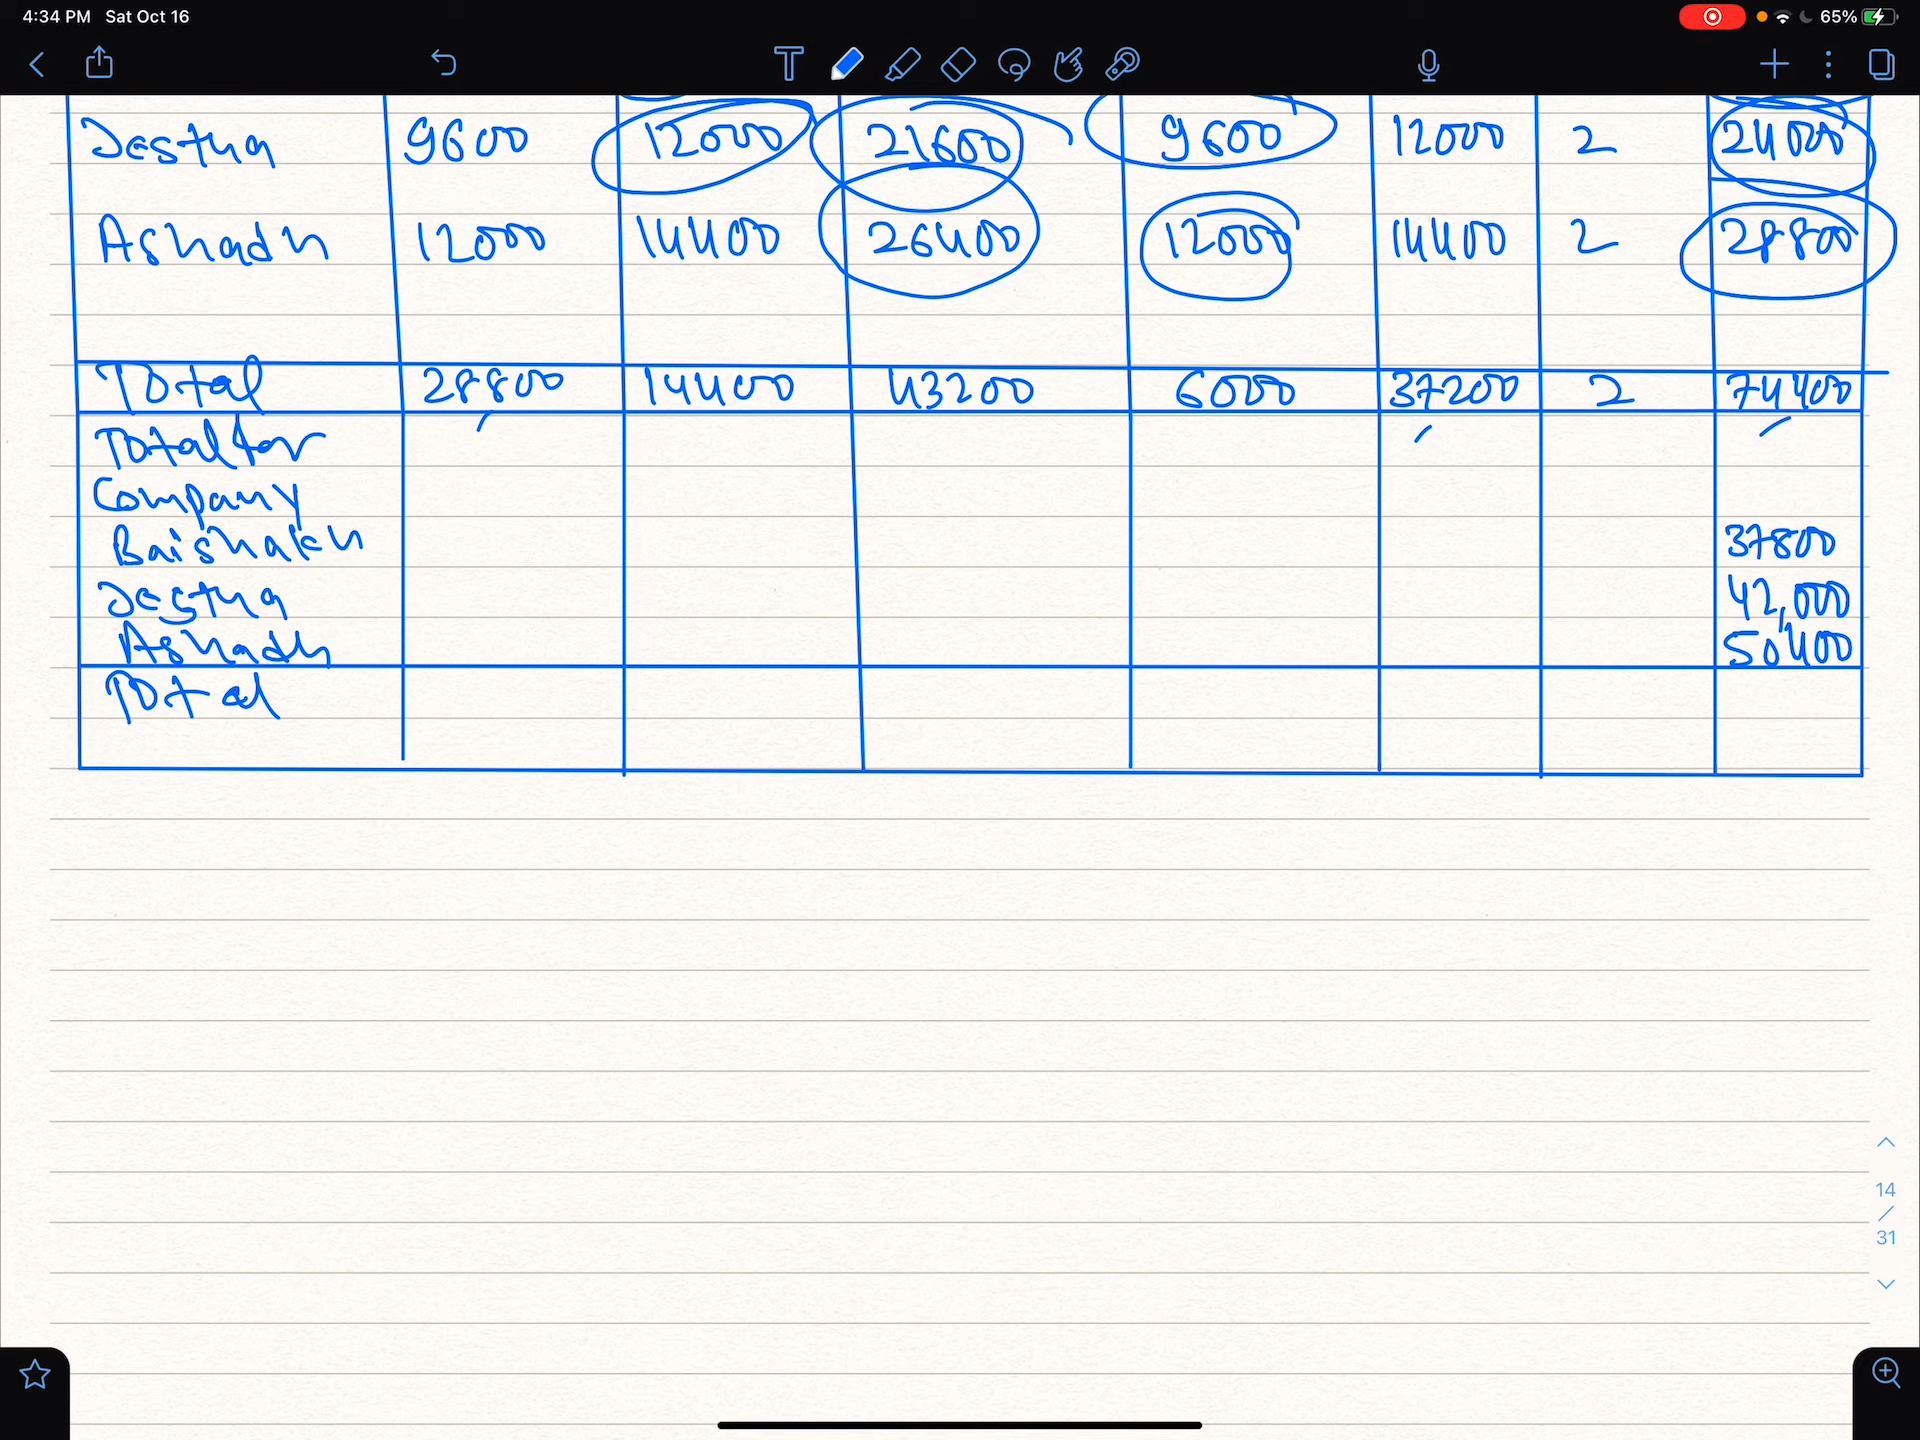 4:34 PM Sat Oct 16
65%
Jestha 9600 12000 21600 9600 12000 2 24000
Ashadh 12000 14400 26400 12000 14400 2 28800
Total 28800 14400 43200 6000 37200 2 74400
Total for
Company
Baishakh 37800
Jestha 42,000
Ashadh 50400
Total
14
/
31